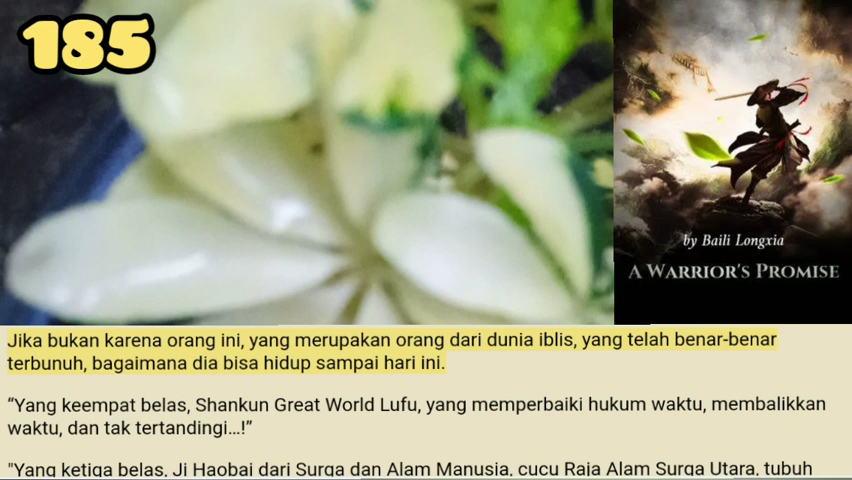 185
by Baili Longxia
A WARRIOR'S PROMISE
Jika bukan karena orang ini, yang merupakan orang dari dunia iblis, yang telah benar-benar
terbunuh, bagaimana dia bisa hidup sampai hari ini.
“Yang keempat belas, Shankun Great World Lufu, yang memperbaiki hukum waktu, membalikkan
waktu, dan tak tertandingi...!”
"Yang ketiga belas, Ji Haobai dari Surga dan Alam Manusia, cucu Raja Alam Surga Utara, tubuh